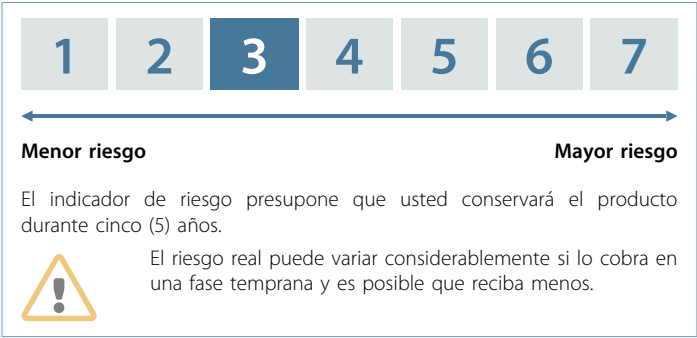 1 2 3 4 5 6 7
Menor riesgo Mayor riesgo
El indicador de riesgo presupone que usted conservará el producto
durante cinco (5) años.
El riesgo real puede variar considerablemente si lo cobra en
una fase temprana y es posible que reciba menos.